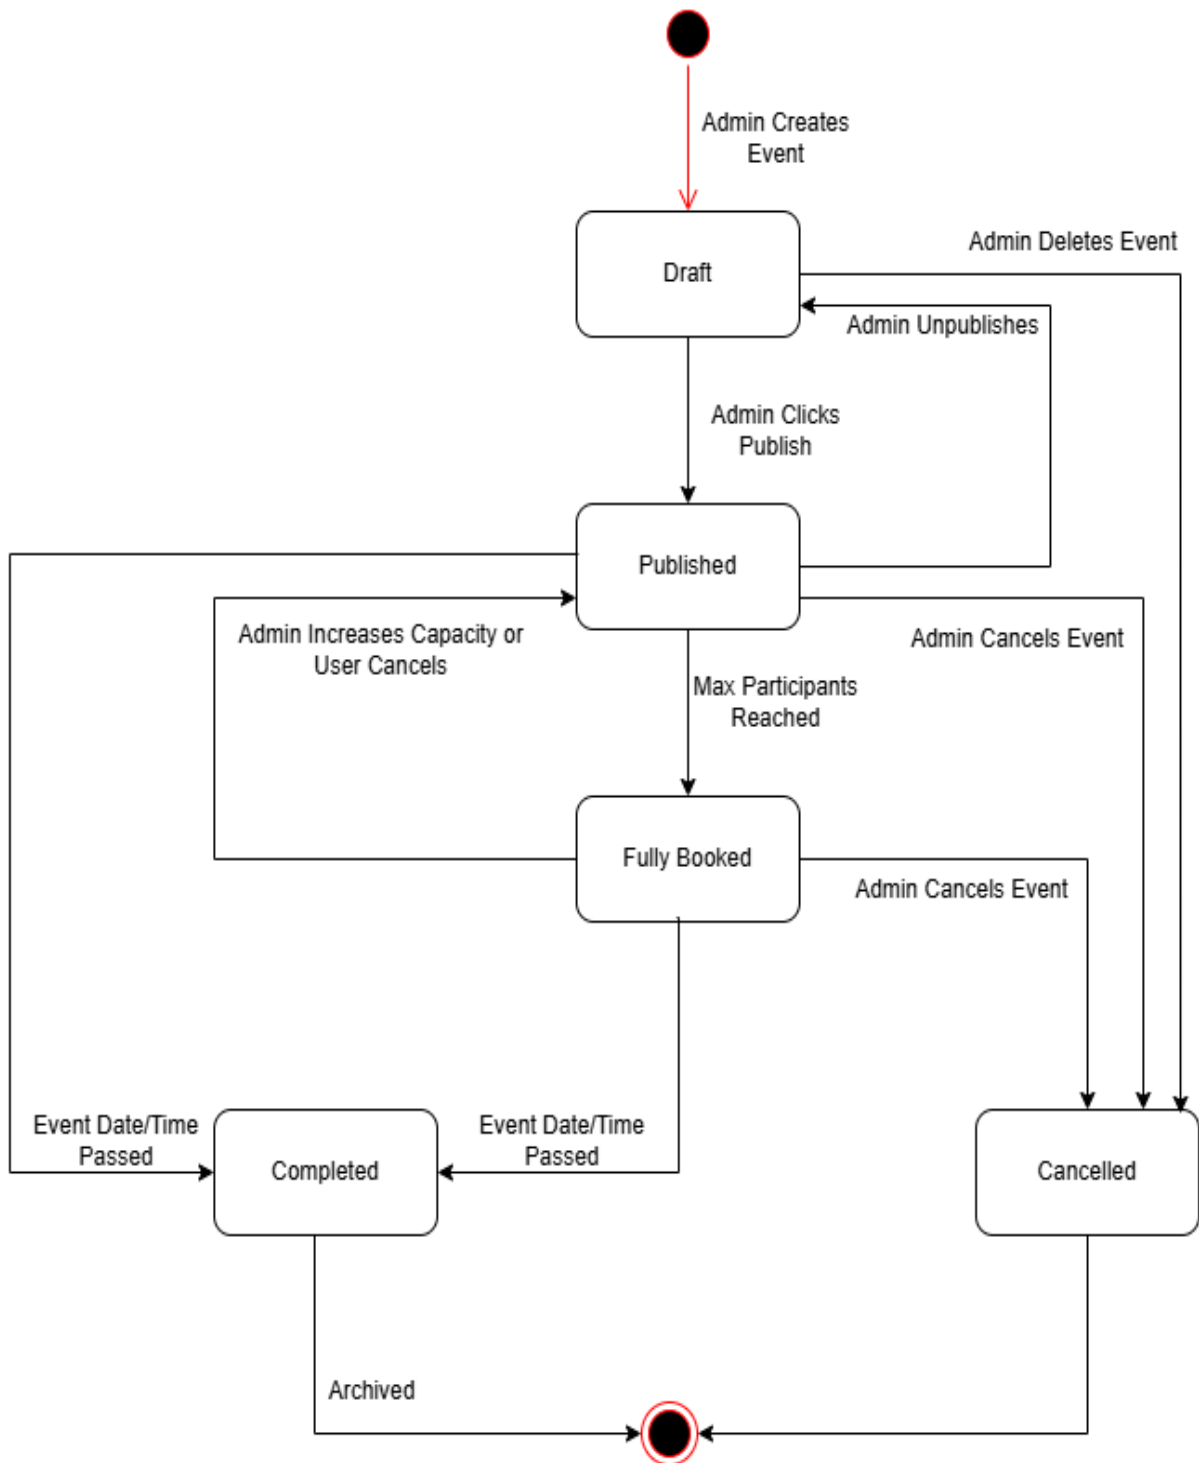 Admin Creates
Event
Admin Deletes Event
Draft
Admin Unpublishes
Admin Clicks
Publish
Published
Admin Increases Capacity or
User Cancels
Admin Cancels Event
Max Participants
Reached
Fully Booked
Admin Cancels Event
Event Date/Time
Passed
Event Date/Time
Passed
Completed
Cancelled
Archived